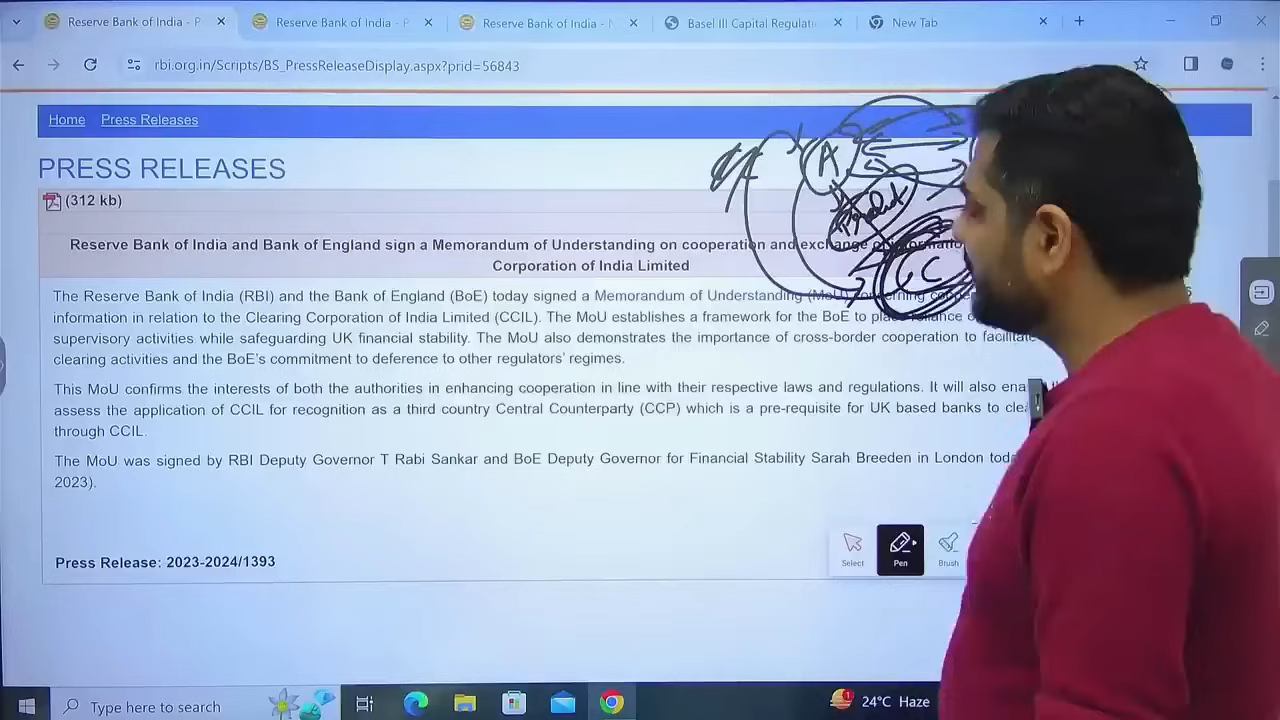 Reserve Bank of India - P
Reserve Bank of India - P
Reserve Bank of India - N
Basel III Capital Regulati
New Tab
rbi.org.in/Scripts/BS_PressReleaseDisplay.aspx?prid=56843
Home Press Releases
PRESS RELEASES
(312 kb)
Reserve Bank of India and Bank of England sign a Memorandum of Understanding on cooperation and exchange of informatio
Corporation of India Limited
The Reserve Bank of India (RBI) and the Bank of England (BoE) today signed a Memorandum of Understanding (MoU) concerning
information in relation to the Clearing Corporation of India Limited (CCIL). The MoU establishes a framework for the BoE to place reliance
supervisory activities while safeguarding UK financial stability. The MoU also demonstrates the importance of cross-border cooperation to facilitate
clearing activities and the BoE's commitment to deference to other regulators' regimes.
This MoU confirms the interests of both the authorities in enhancing cooperation in line with their respective laws and regulations. It will also ena
assess the application of CCIL for recognition as a third country Central Counterparty (CCP) which is a pre-requisite for UK based banks to clea
through CCIL.
The MoU was signed by RBI Deputy Governor T Rabi Sankar and BoE Deputy Governor for Financial Stability Sarah Breeden in London toda
2023).
Press Release: 2023-2024/1393
A
C
Select
Pen
Brush
Type here to search
1
24°C Haze